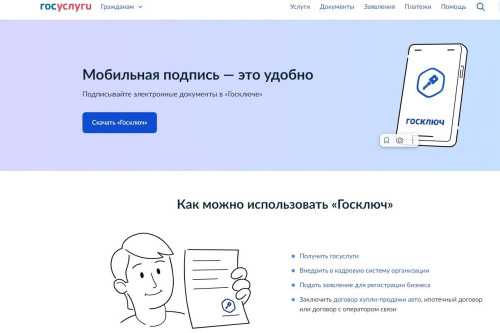 госуслуги Гражданам Услуги Документы Заявления Платежи Помощь
Мобильная подпись — это удобно
Подписывайте электронные документы в «Госключе»
Скачать «Госключ»
ГОСКЛЮЧ
Как можно использовать «Госключ»
Получить госуслуги
Внедрить в кадровую систему организации
Подать заявление для регистрации бизнеса
Заключить договор купли-продажи авто, ипотечный договор
или договор с оператором связи